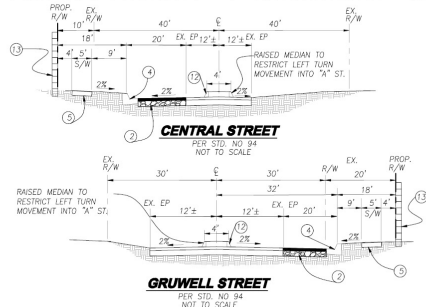 PROP.
R/W
EX.
R/W
℄
EX.
R/W
10'
40'
40'
18'
20'
EX. EP
12'±
12'±
EX. EP
13
4'
5'
9'
S/W
RAISED MEDIAN TO
RESTRICT LEFT TURN
MOVEMENT INTO "A" ST.
4'
12
4
2%
2%
2%
5
2
CENTRAL STREET
PER STD. NO 94
NOT TO SCALE
EX.
R/W
℄
EX.
R/W
PROP.
R/W
30'
30'
20'
32'
18'
RAISED MEDIAN TO
RESTRICT LEFT TURN
MOVEMENT INTO "A" ST.
EX. EP
12'±
12'±
EX. EP
20'
9'
5'
4'
S/W
13
4'
12
4
2%
2%
2%
5
2
GRUWELL STREET
PER STD. NO 94
NOT TO SCALE